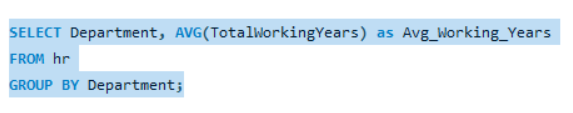 SELECT Department, AVG(TotalWorkingYears) as Avg_Working_Years
FROM hr
GROUP BY Department;